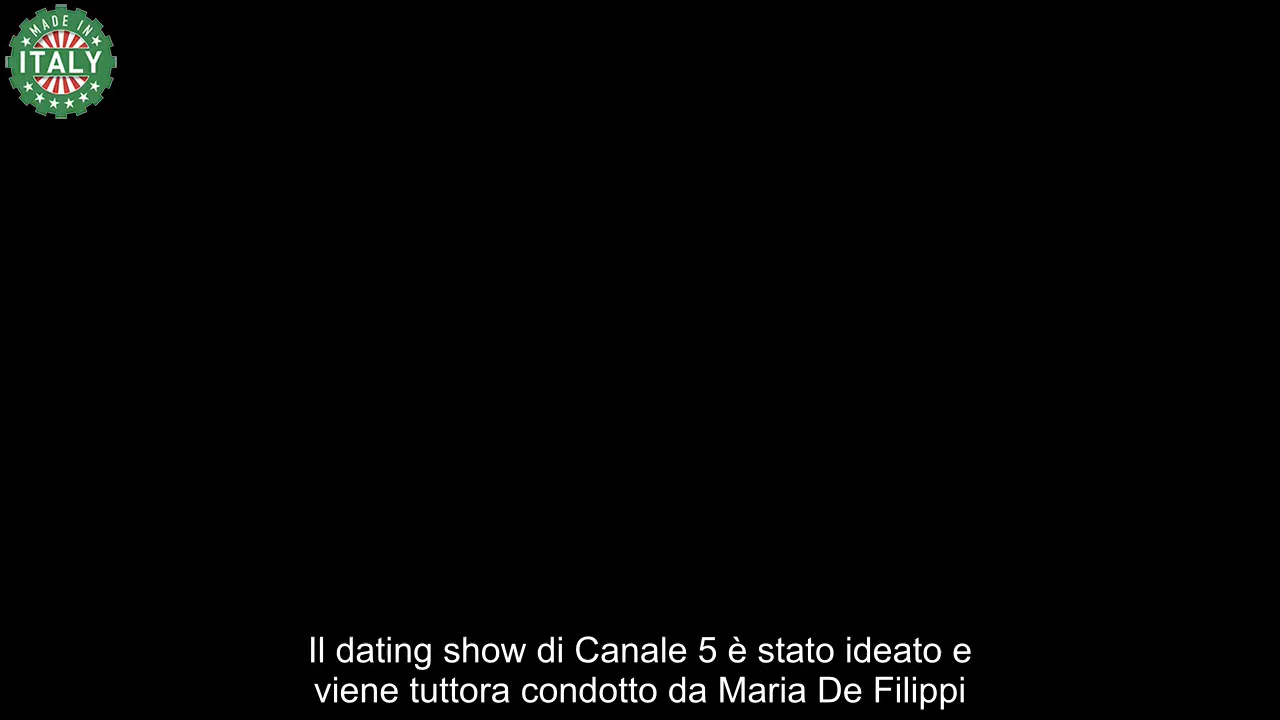 MADE IN
ITALY
Il dating show di Canale 5 è stato ideato e
viene tuttora condotto da Maria De Filippi